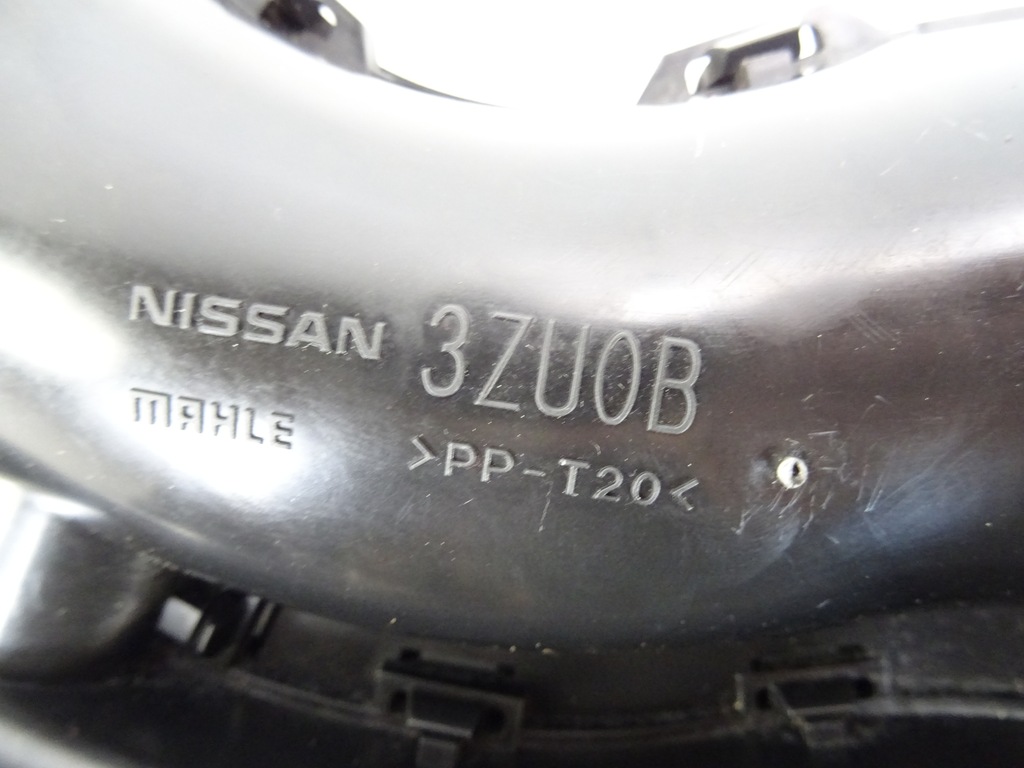 NISSAN 3ZU0B
MAHLE
>PP-T20<